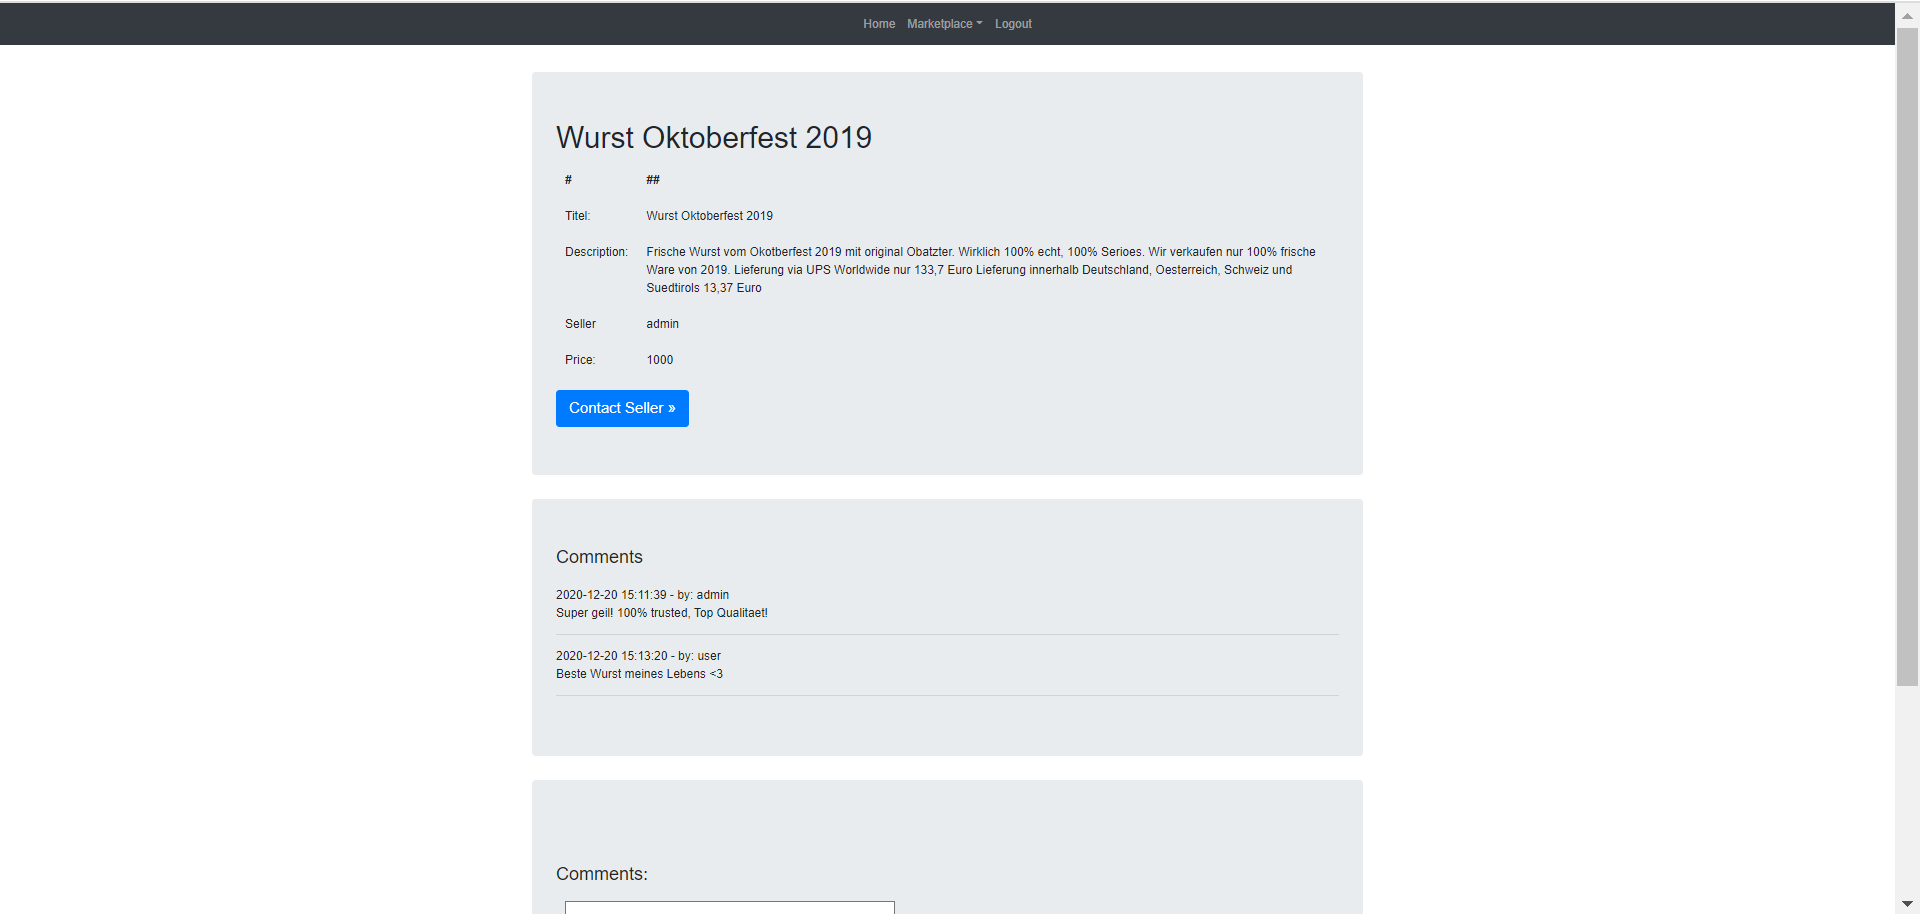 Home Marketplace Logout
Wurst Oktoberfest 2019
# ##
Titel: Wurst Oktoberfest 2019
Description: Frische Wurst vom Okotberfest 2019 mit original Obatzter. Wirklich 100% echt, 100% Serioes. Wir verkaufen nur 100% frische
Ware von 2019. Lieferung via UPS Worldwide nur 133,7 Euro Lieferung innerhalb Deutschland, Oesterreich, Schweiz und
Suedtirols 13,37 Euro
Seller admin
Price: 1000
Contact Seller »
Comments
2020-12-20 15:11:39 - by: admin
Super geil! 100% trusted, Top Qualitaet!
2020-12-20 15:13:20 - by: user
Beste Wurst meines Lebens <3
Comments: